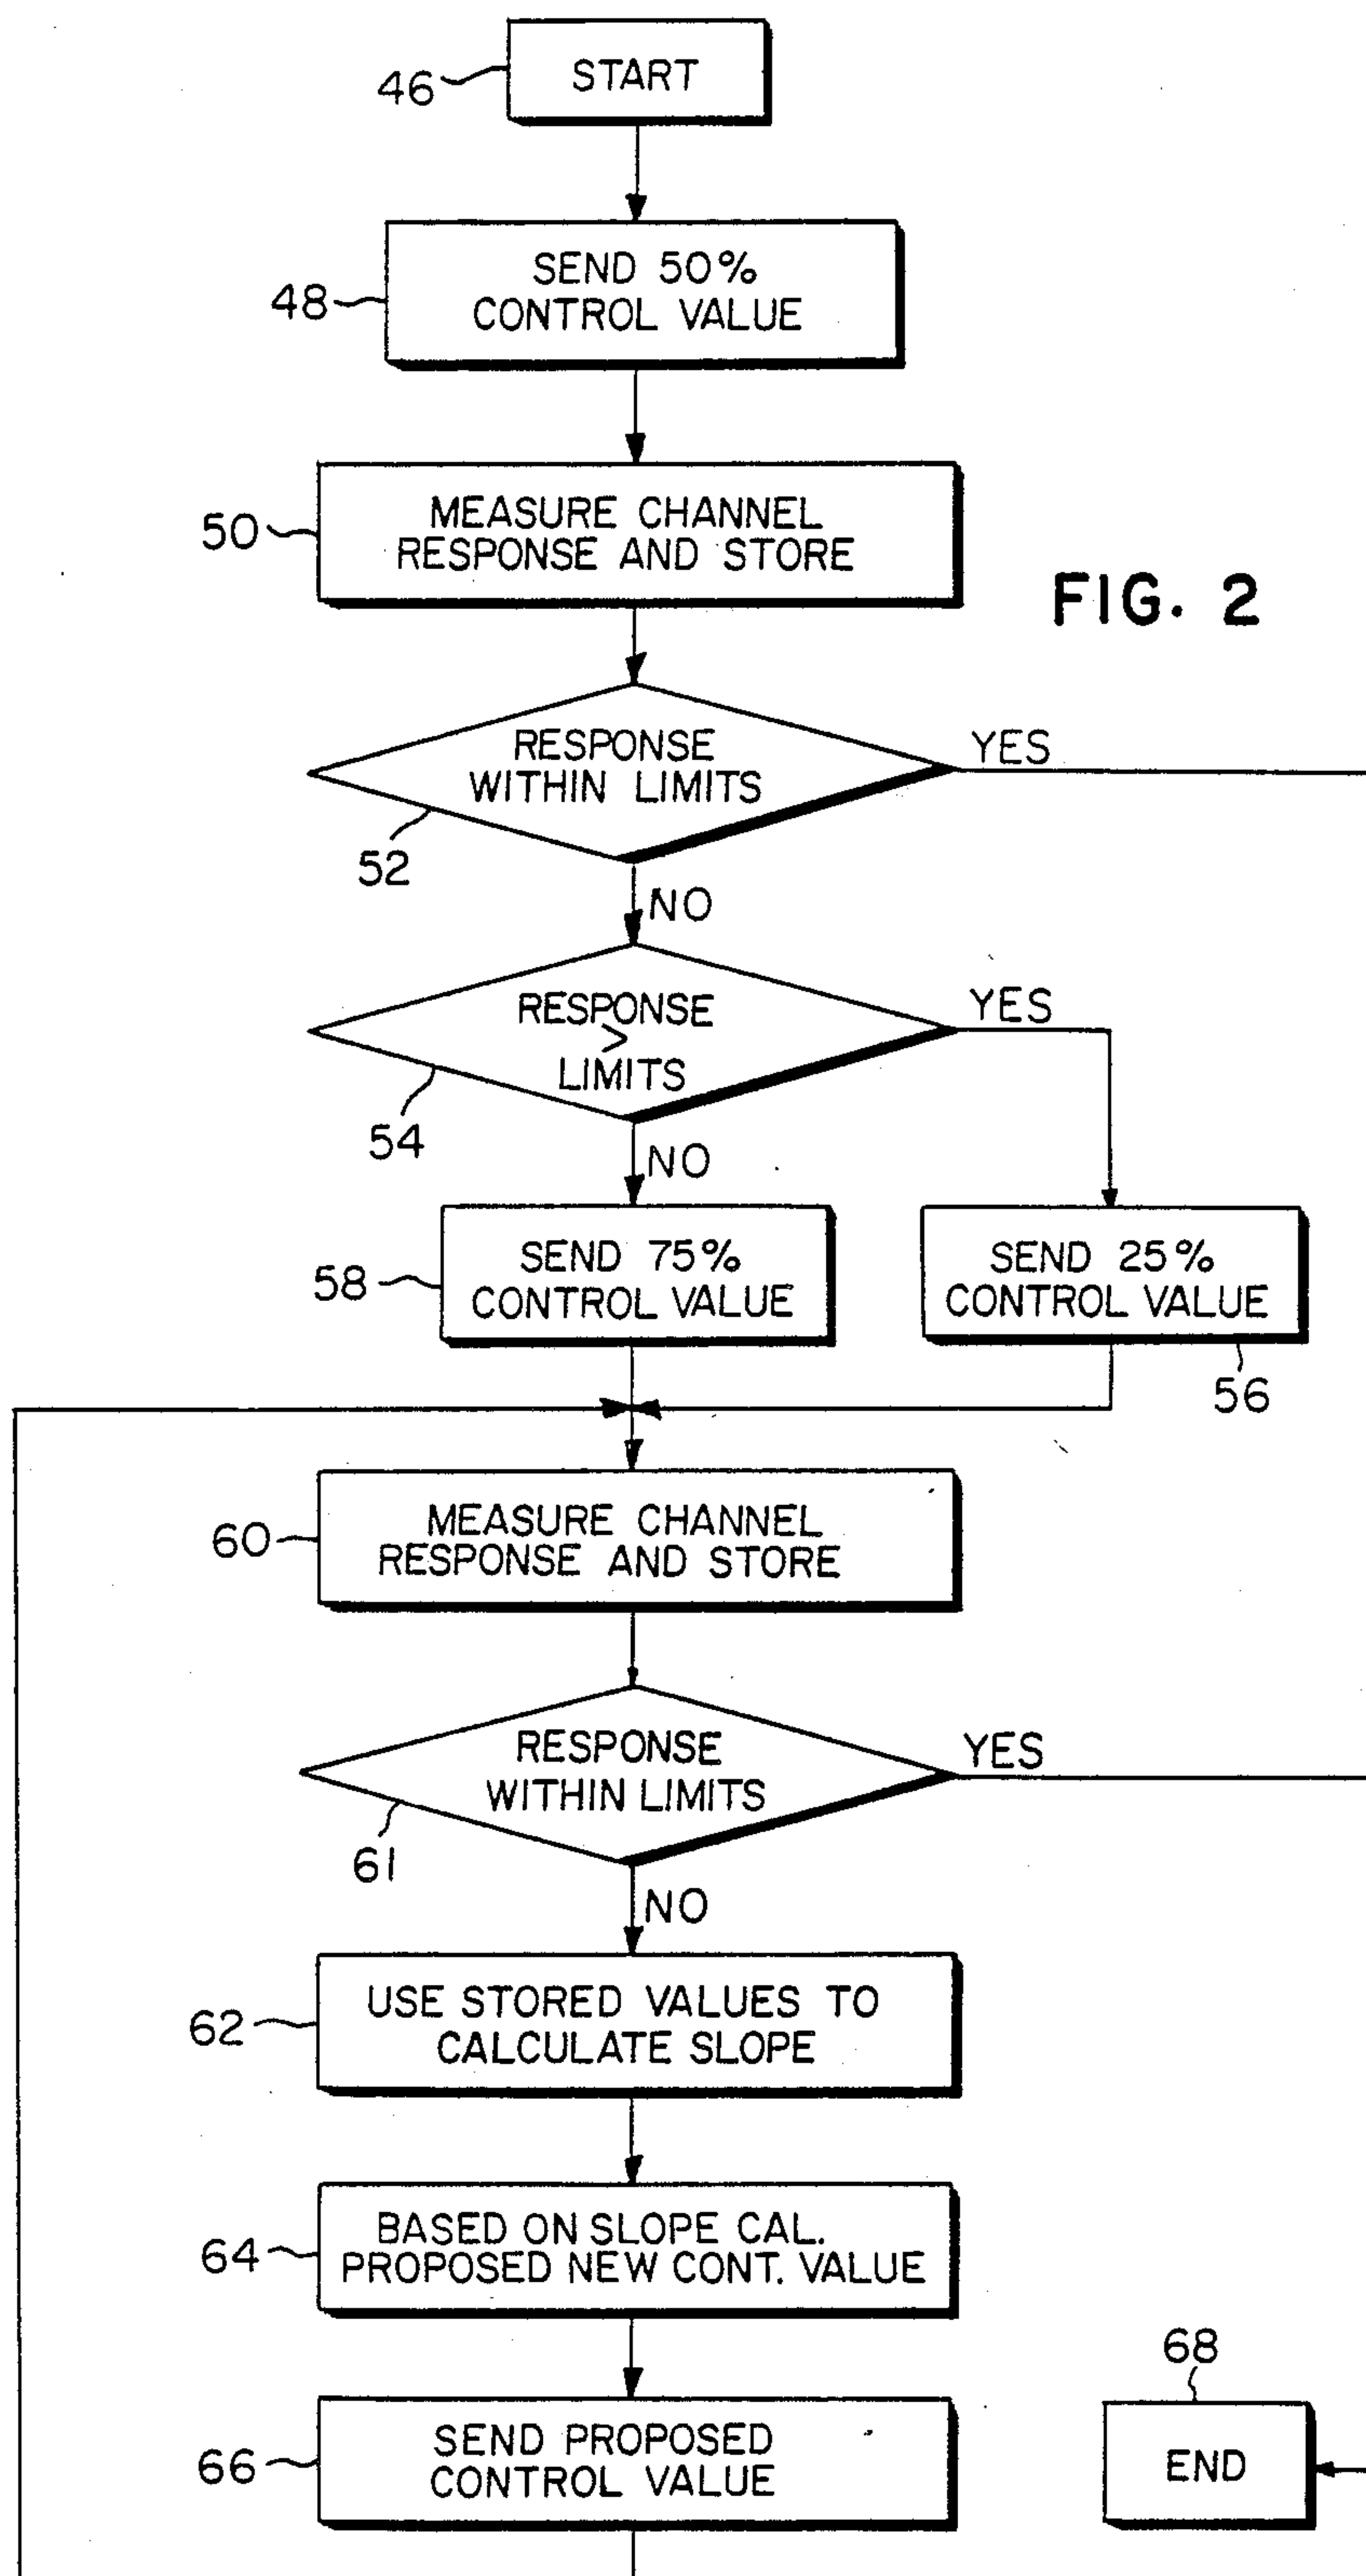 START
46
SEND 50%
CONTROL VALUE
48
MEASURE CHANNEL
RESPONSE AND STORE
50
FIG. 2
RESPONSE
WITHIN LIMITS
YES
52
NO
RESPONSE
>
LIMITS
YES
54
NO
SEND 75%
CONTROL VALUE
58
SEND 25%
CONTROL VALUE
56
MEASURE CHANNEL
RESPONSE AND STORE
60
RESPONSE
WITHIN LIMITS
YES
61
NO
USE STORED VALUES TO
CALCULATE SLOPE
62
BASED ON SLOPE CAL.
PROPOSED NEW CONT. VALUE
64
68
SEND PROPOSED
CONTROL VALUE
66
END